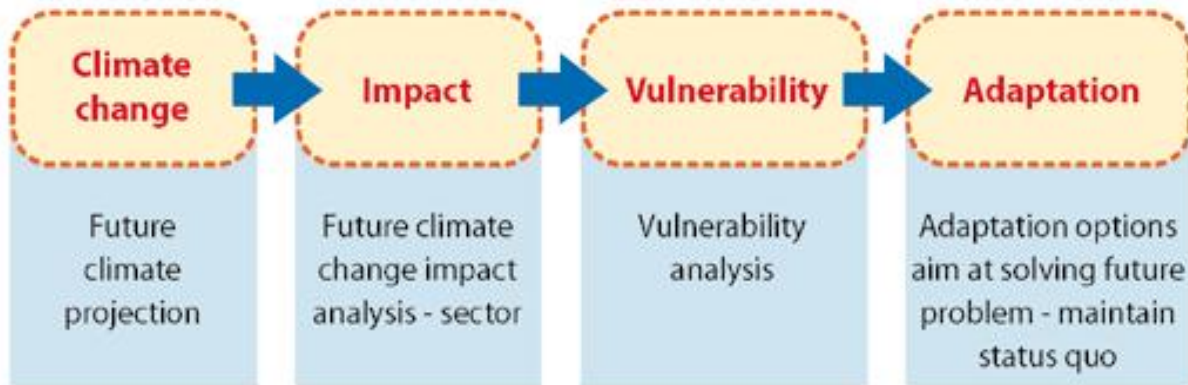 Climate
change
Impact
Vulnerability
Adaptation
Future
climate
projection
Future climate
change impact
analysis - sector
Vulnerability
analysis
Adaptation options
aim at solving future
problem - maintain
status quo